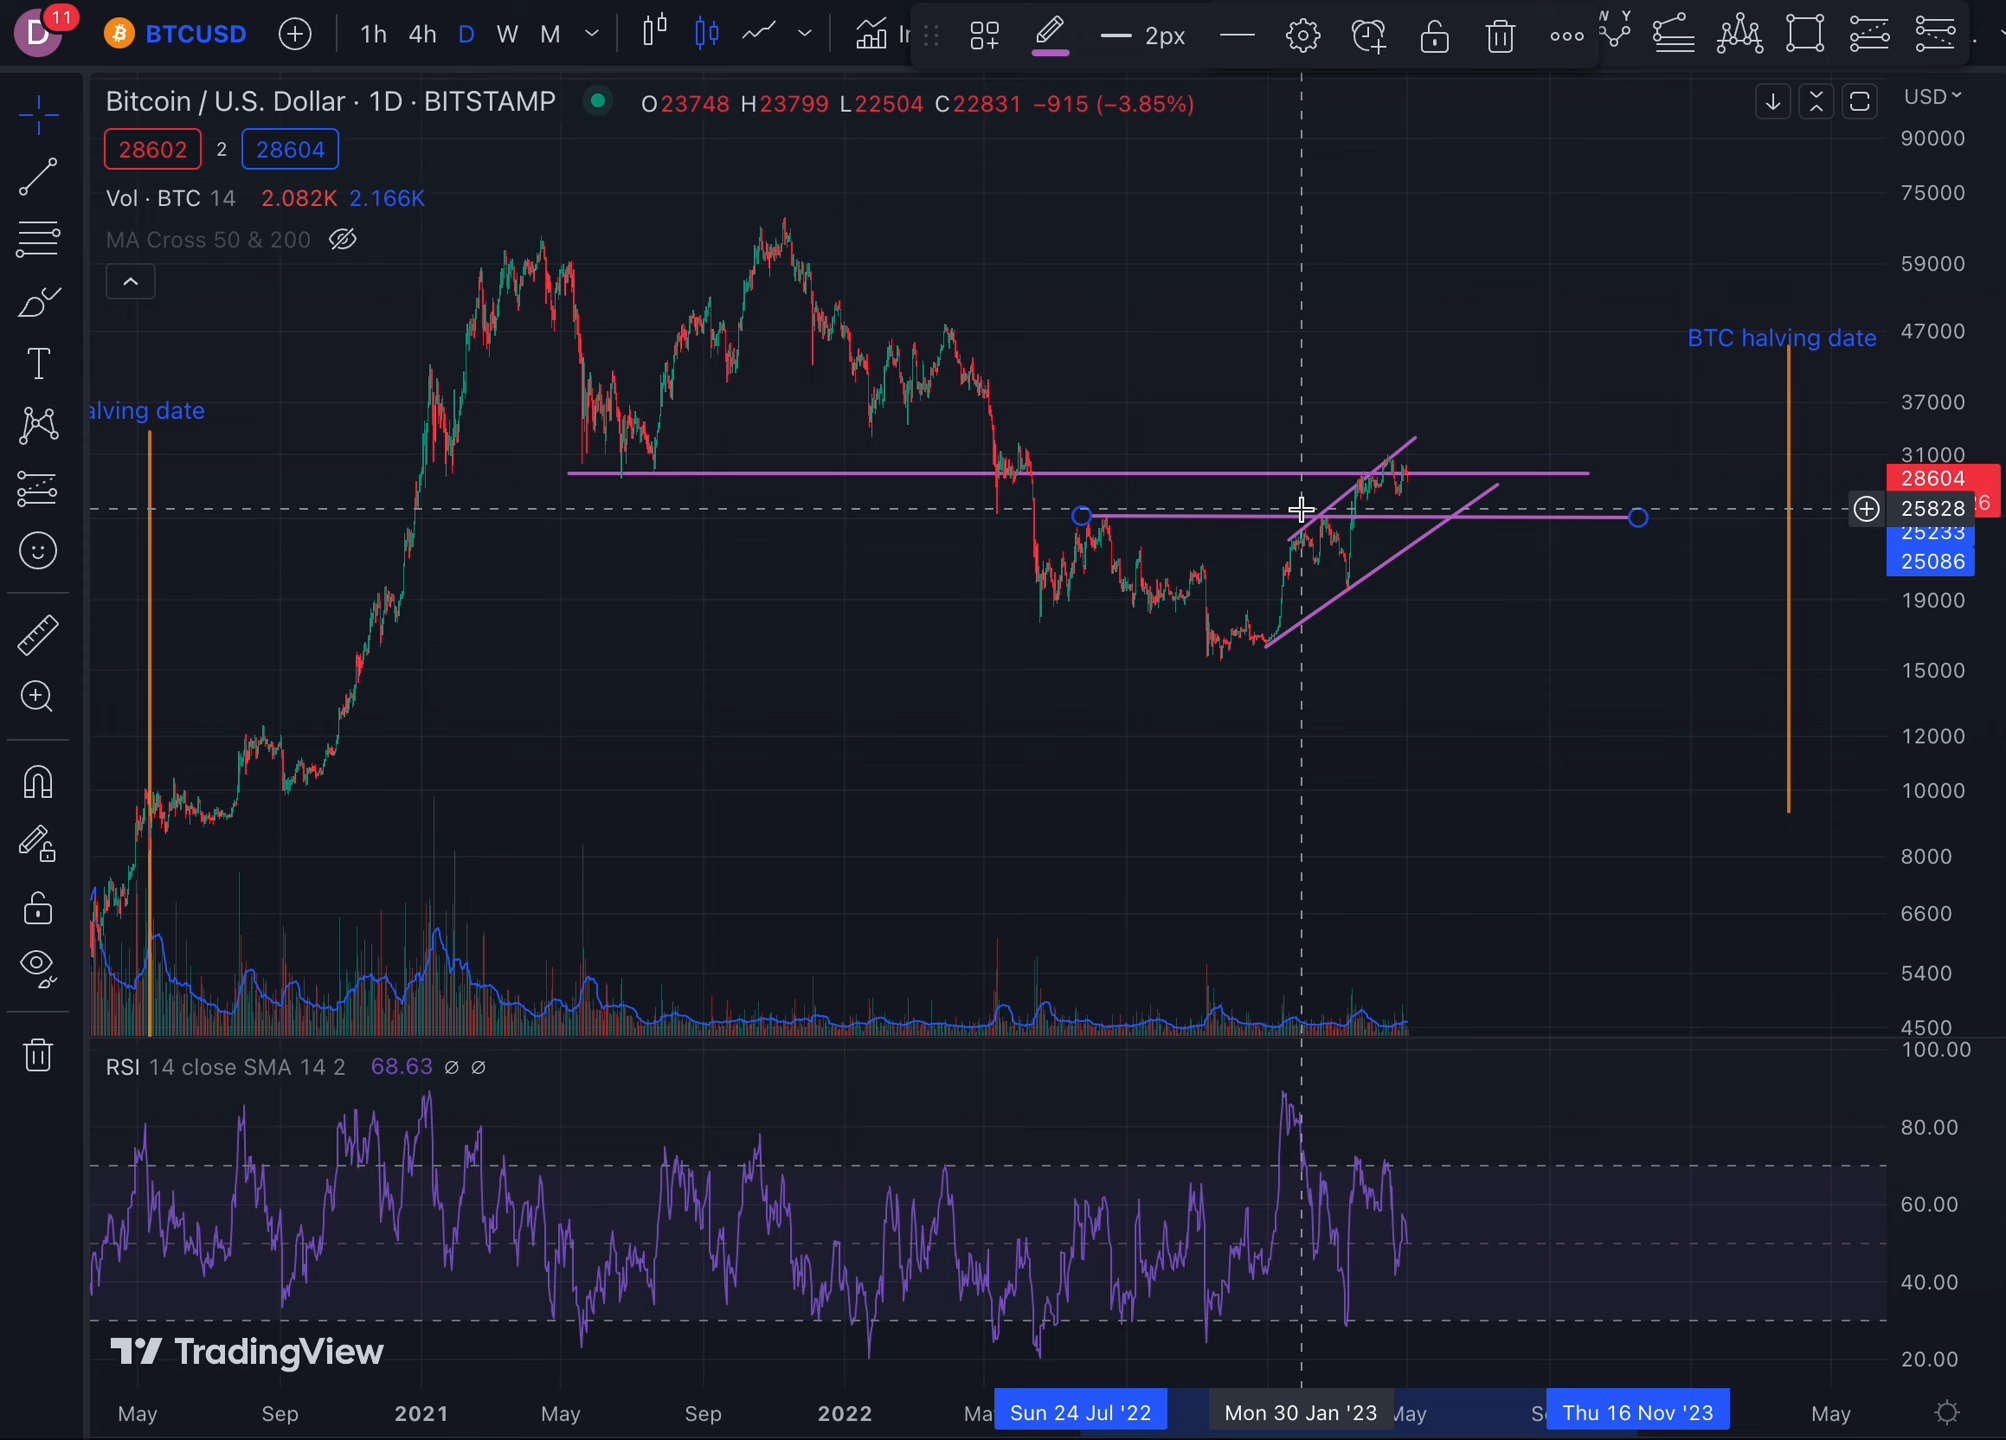 D 11 BTCUSD 1h 4h D W M 2px W Y
Bitcoin / U.S. Dollar · 1D · BITSTAMP O23748 H23799 L22504 C22831 −915 (−3.85%) USD
28602 2 28604
Vol · BTC 14 2.082K 2.166K
MA Cross 50 & 200
90000
75000
59000
47000
BTC halving date
37000
alving date
31000
28604
25828
25233
25086
19000
15000
12000
10000
8000
6600
5400
4500
100.00
RSI 14 close SMA 14 2 68.63 ∅ ∅
80.00
60.00
40.00
20.00
TradingView
May Sep 2021 May Sep 2022 Sun 24 Jul '22 Mon 30 Jan '23 May Thu 16 Nov '23 May